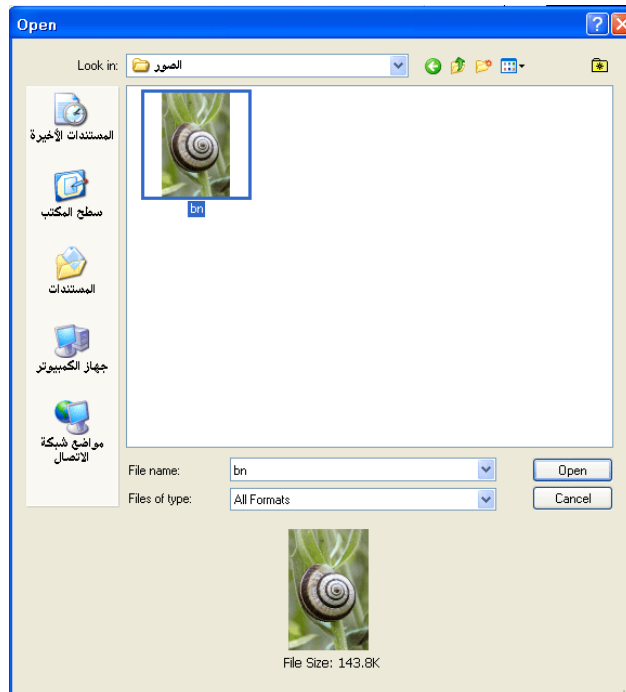 Open
Look in:
الصور
المستندات الأخيرة
سطح المكتب
المستندات
جهاز الكمبيوتر
مواضع شبكة
الاتصال
bn
File name:
bn
Open
Files of type:
All Formats
Cancel
File Size: 143.8K